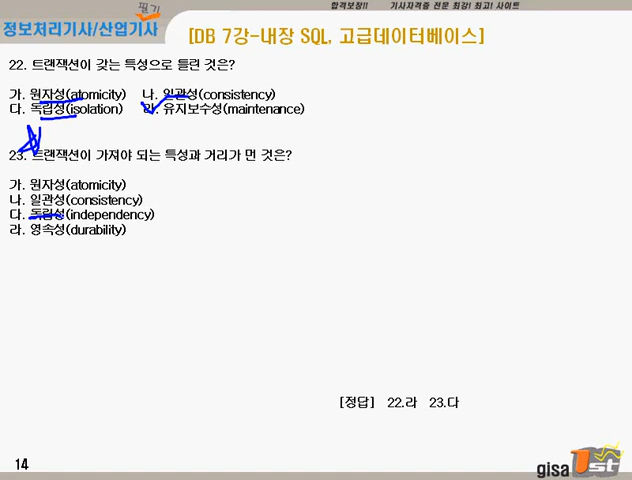 합격보장!! 기사자격증 전문 최강! 최고! 사이트
필기
정보처리기사/산업기사
[DB 7강-내장 SQL, 고급데이터베이스]
22. 트랜잭션이 갖는 특성으로 틀린 것은?
가. 원자성(atomicity) 나. 일관성(consistency)
다. 독립성(isolation) 라. 유지보수성(maintenance)
23. 트랜잭션이 가져야 되는 특성과 거리가 먼 것은?
가. 원자성(atomicity)
나. 일관성(consistency)
다. 독립성(independency)
라. 영속성(durability)
[정답] 22.라 23.다
14
gisa 1st